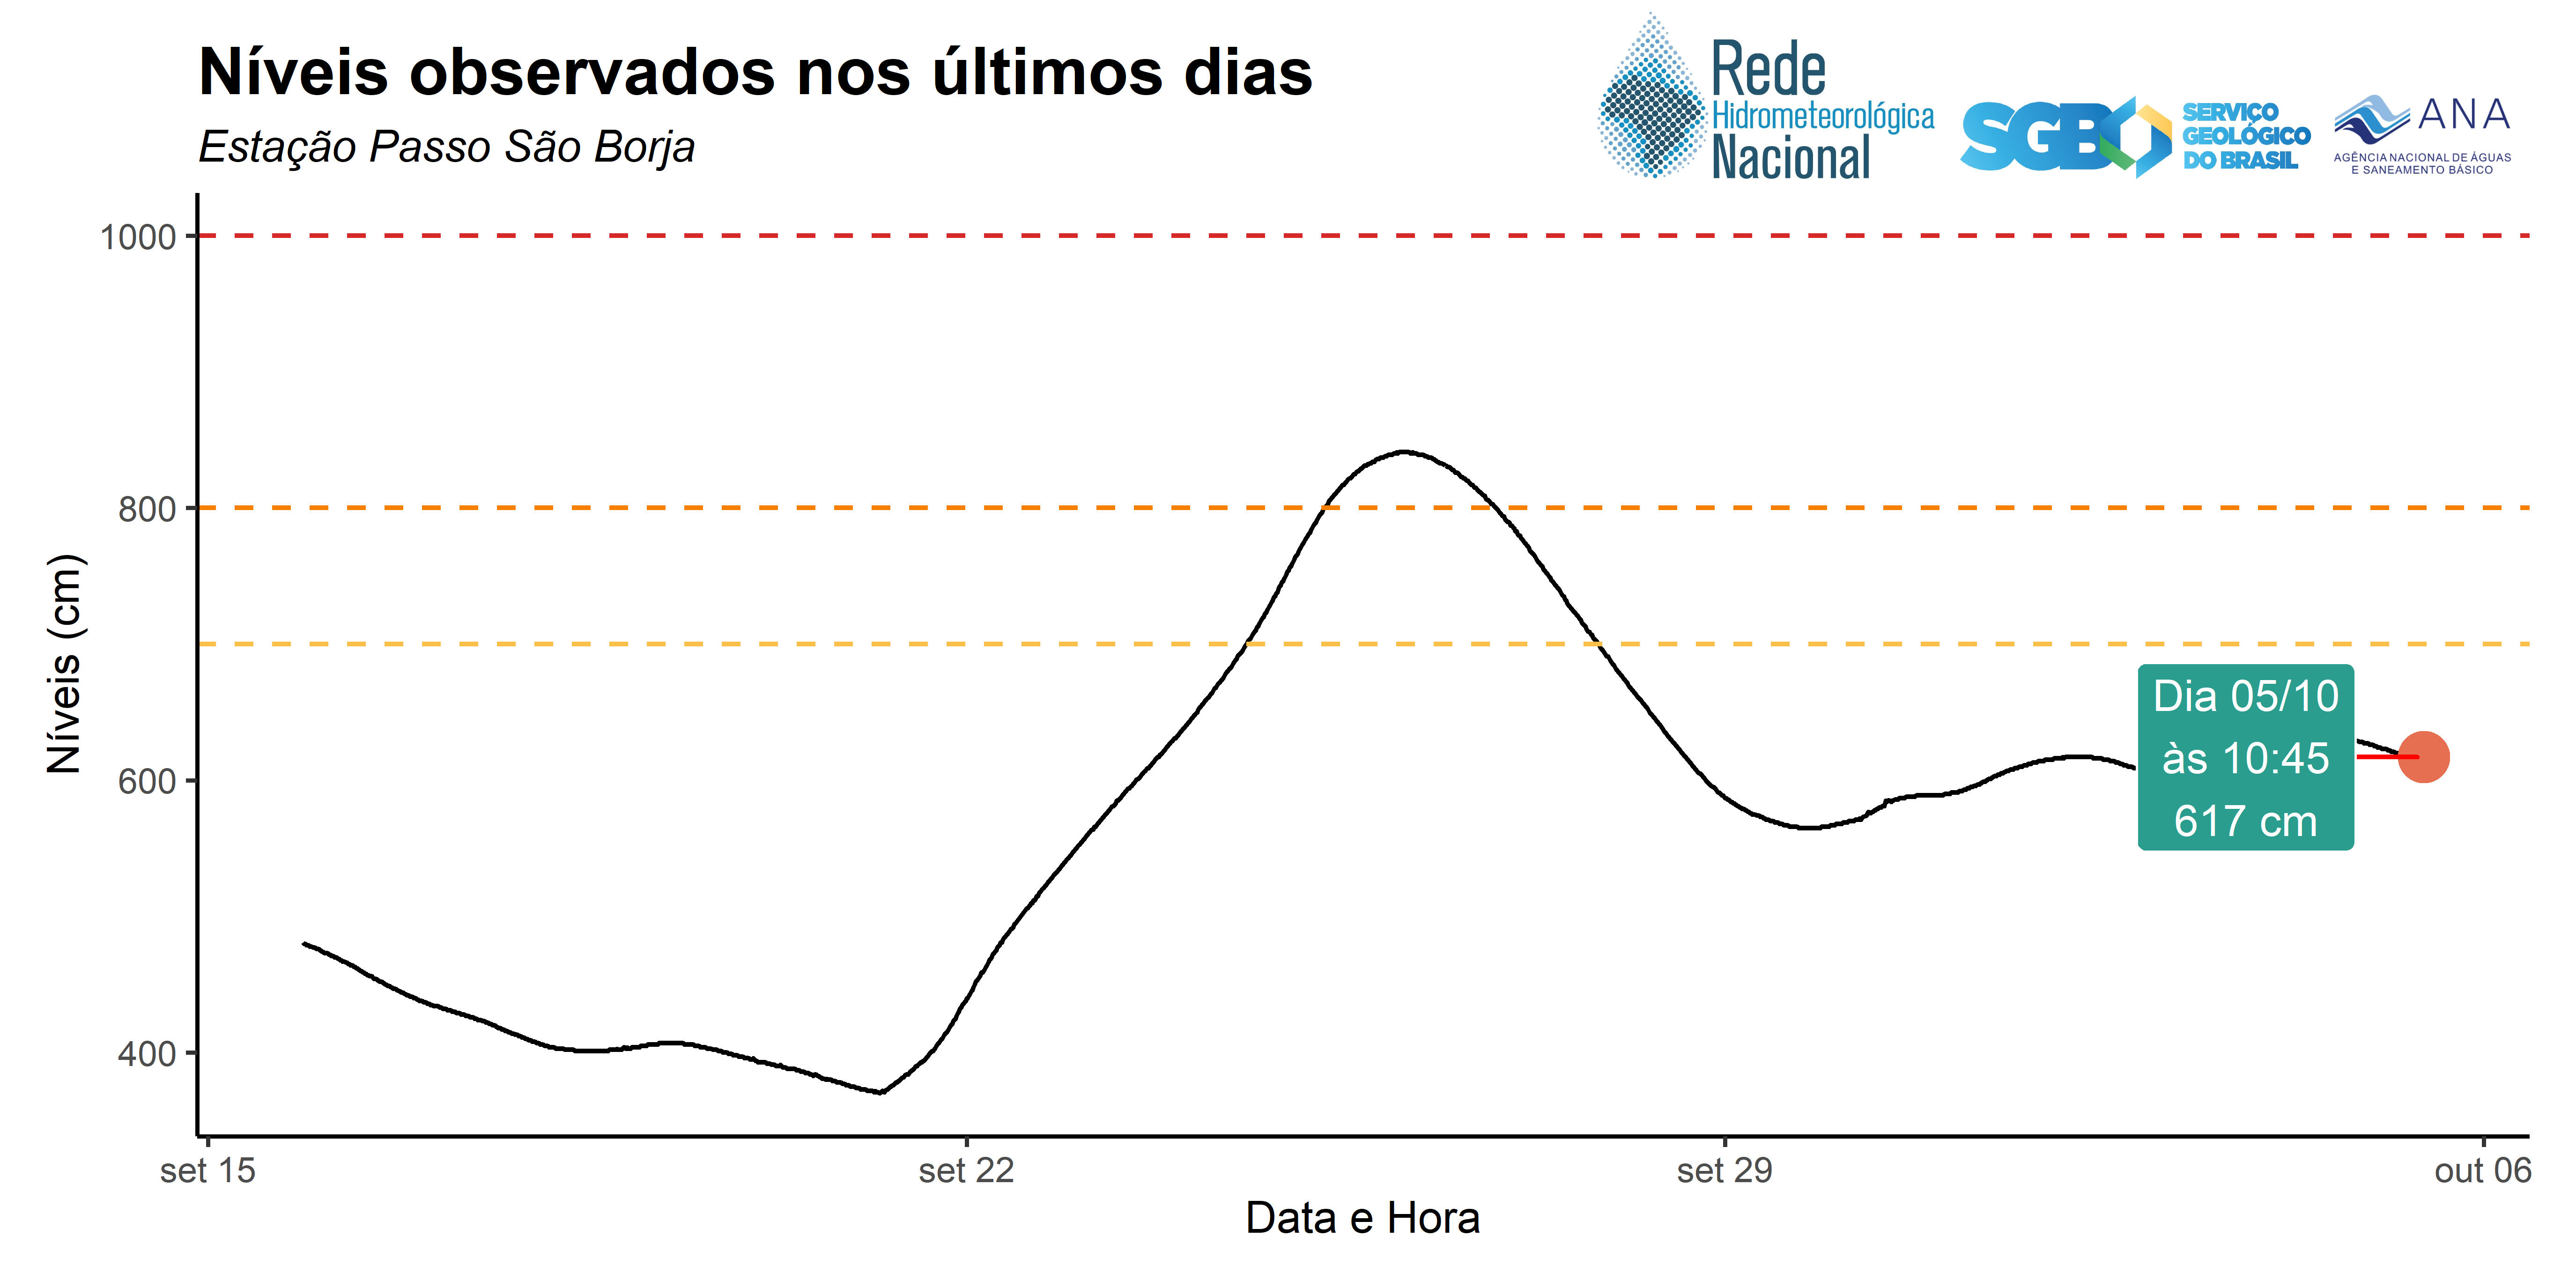 Níveis observados nos últimos dias
Estação Passo São Borja
Rede
Hidrometeorológica
Nacional
SGB
SERVIÇO
GEOLÓGICO
DO BRASIL
ANA
AGÊNCIA NACIONAL DE ÁGUAS
E SANEAMENTO BÁSICO
Níveis (cm)
1000
800
600
400
Dia 05/10
às 10:45
617 cm
set 15
set 22
set 29
out 06
Data e Hora